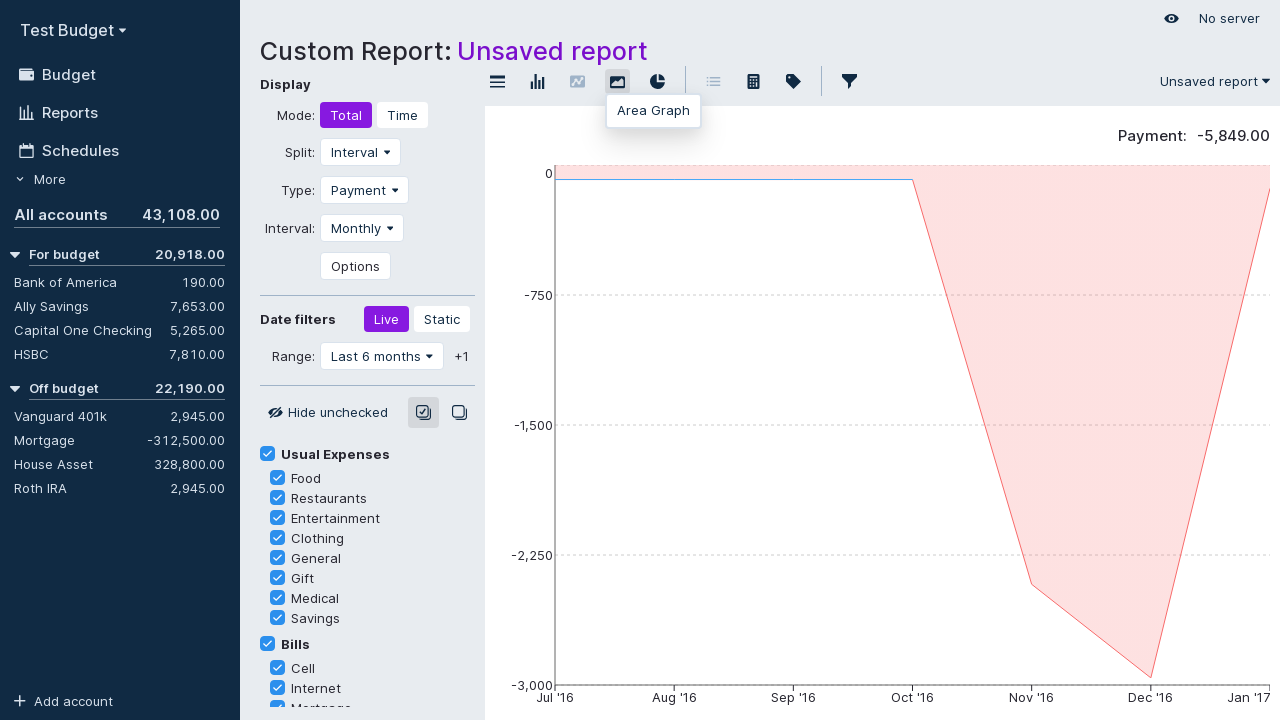 Test Budget
Budget
Reports
Schedules
More
All accounts 43,108.00
For budget 20,918.00
Bank of America 190.00
Ally Savings 7,653.00
Capital One Checking 5,265.00
HSBC 7,810.00
Off budget 22,190.00
Vanguard 401k 2,945.00
Mortgage -312,500.00
House Asset 328,800.00
Roth IRA 2,945.00
Add account
No server
Custom Report: Unsaved report
Display
Mode: Total Time
Split: Interval
Type: Payment
Interval: Monthly
Options
Date filters Live Static
Range: Last 6 months +1
Hide unchecked
Usual Expenses
Food
Restaurants
Entertainment
Clothing
General
Gift
Medical
Savings
Bills
Cell
Internet
Mortgage
Unsaved report
Area Graph
Payment: -5,849.00
0
-750
-1,500
-2,250
-3,000
Jul '16 Aug '16 Sep '16 Oct '16 Nov '16 Dec '16 Jan '17